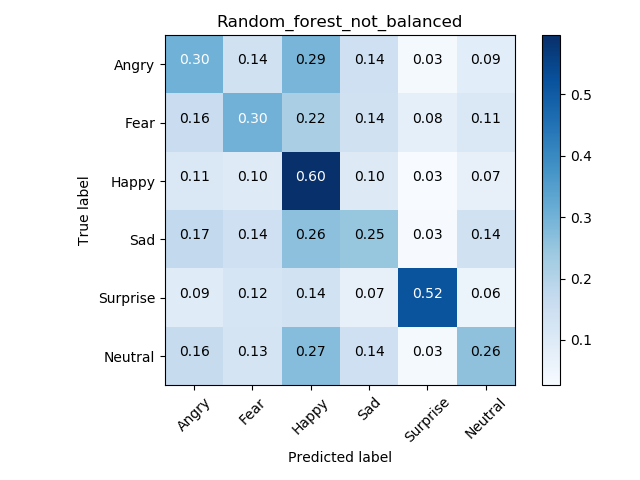 Random_forest_not_balanced
True label
Angry 0.30 0.14 0.29 0.14 0.03 0.09
Fear 0.16 0.30 0.22 0.14 0.08 0.11
Happy 0.11 0.10 0.60 0.10 0.03 0.07
Sad 0.17 0.14 0.26 0.25 0.03 0.14
Surprise 0.09 0.12 0.14 0.07 0.52 0.06
Neutral 0.16 0.13 0.27 0.14 0.03 0.26
Angry Fear Happy Sad Surprise Neutral
Predicted label
0.5
0.4
0.3
0.2
0.1